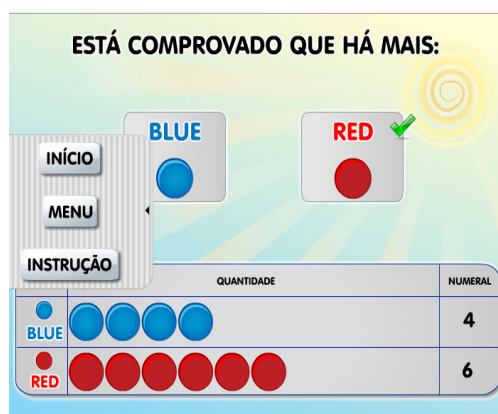 ESTÁ COMPROVADO QUE HÁ MAIS:
BLUE
RED
INÍCIO
MENU
INSTRUÇÃO
QUANTIDADE
NUMERAL
BLUE
4
RED
6